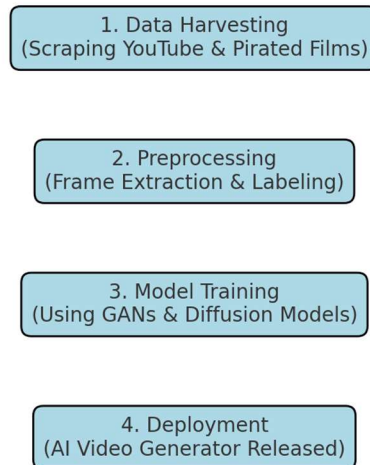 1. Data Harvesting
(Scraping YouTube & Pirated Films)
2. Preprocessing
(Frame Extraction & Labeling)
3. Model Training
(Using GANs & Diffusion Models)
4. Deployment
(AI Video Generator Released)